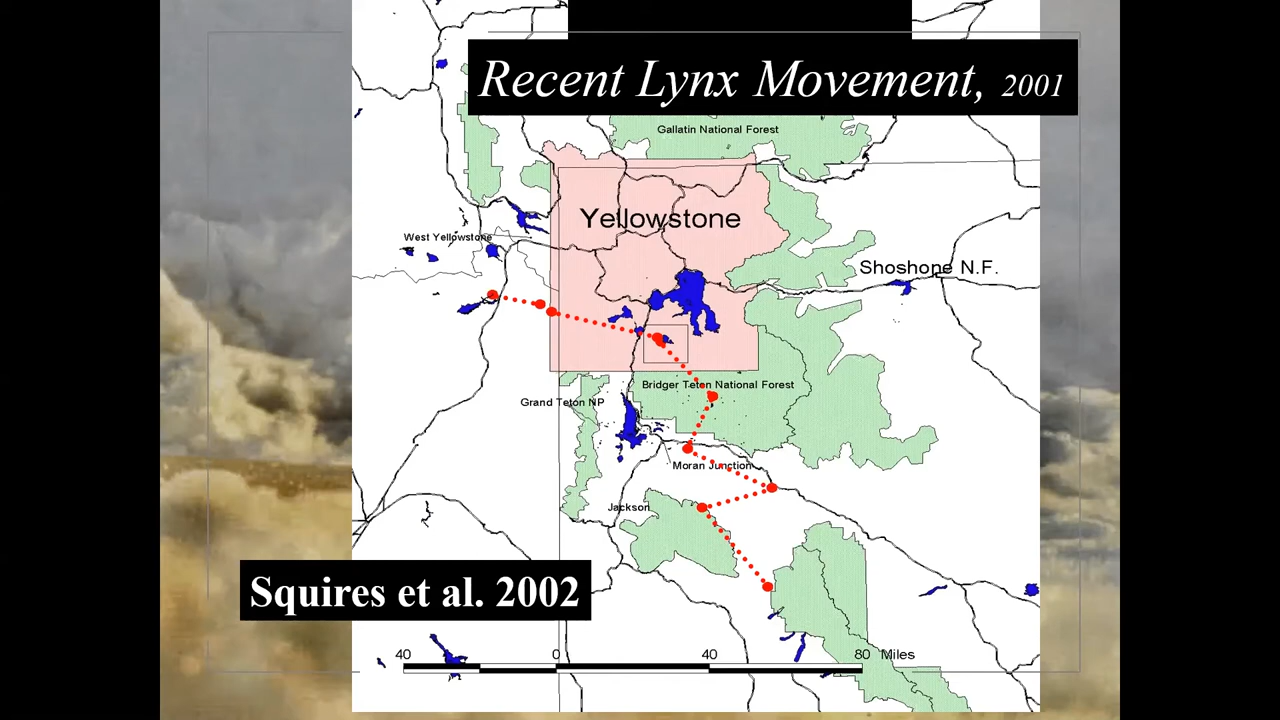 Recent Lynx Movement, 2001
Gallatin National Forest
Yellowstone
West Yellowstone
Shoshone N.F.
Bridger Teton National Forest
Grand Teton NP
Moran Junction
Jackson
Squires et al. 2002
40 0 40 80 Miles